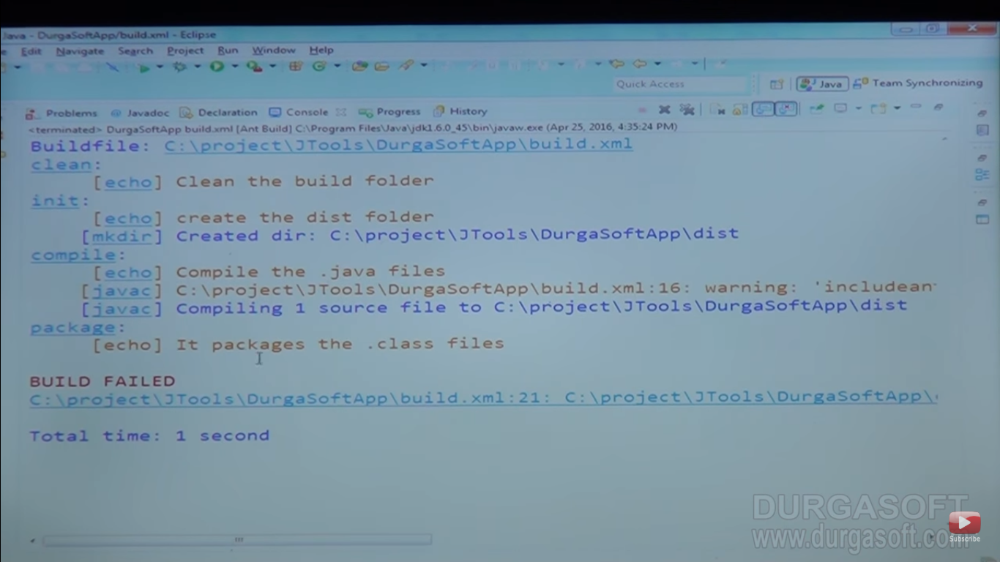 Java - DurgaSoftApp/build.xml - Eclipse
Edit Navigate Search Project Run Window Help
Quick Access
Java Team Synchronizing
Problems Javadoc Declaration Console Progress History
<terminated> DurgaSoftApp build.xml [Ant Build] C:\Program Files\Java\jdk1.6.0_45\bin\javaw.exe (Apr 25, 2016, 4:35:24 PM)
Buildfile: C:\project\JTools\DurgaSoftApp\build.xml
clean:
[echo] Clean the build folder
init:
[echo] create the dist folder
[mkdir] Created dir: C:\project\JTools\DurgaSoftApp\dist
compile:
[echo] Compile the .java files
[javac] C:\project\JTools\DurgaSoftApp\build.xml:16: warning: 'includean
[javac] Compiling 1 source file to C:\project\JTools\DurgaSoftApp\dist
package:
[echo] It packages the .class files
BUILD FAILED
C:\project\JTools\DurgaSoftApp\build.xml:21: C:\project\JTools\DurgaSoftApp\
Total time: 1 second
DURGASOFT
www.durgasoft.com
Subscribe